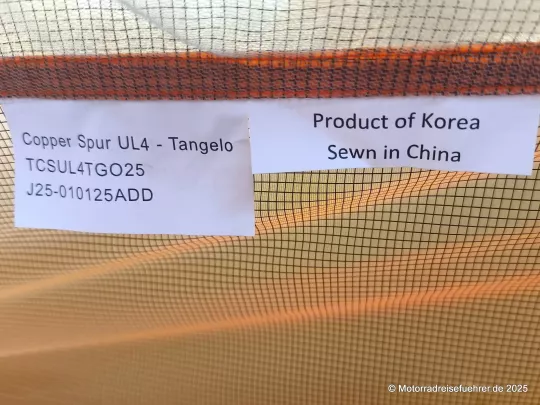 Copper Spur UL4 - Tangelo
TCSUL4TGO25
J25-010125ADD
Product of Korea
Sewn in China
© Motorradreisefuehrer.de 2025